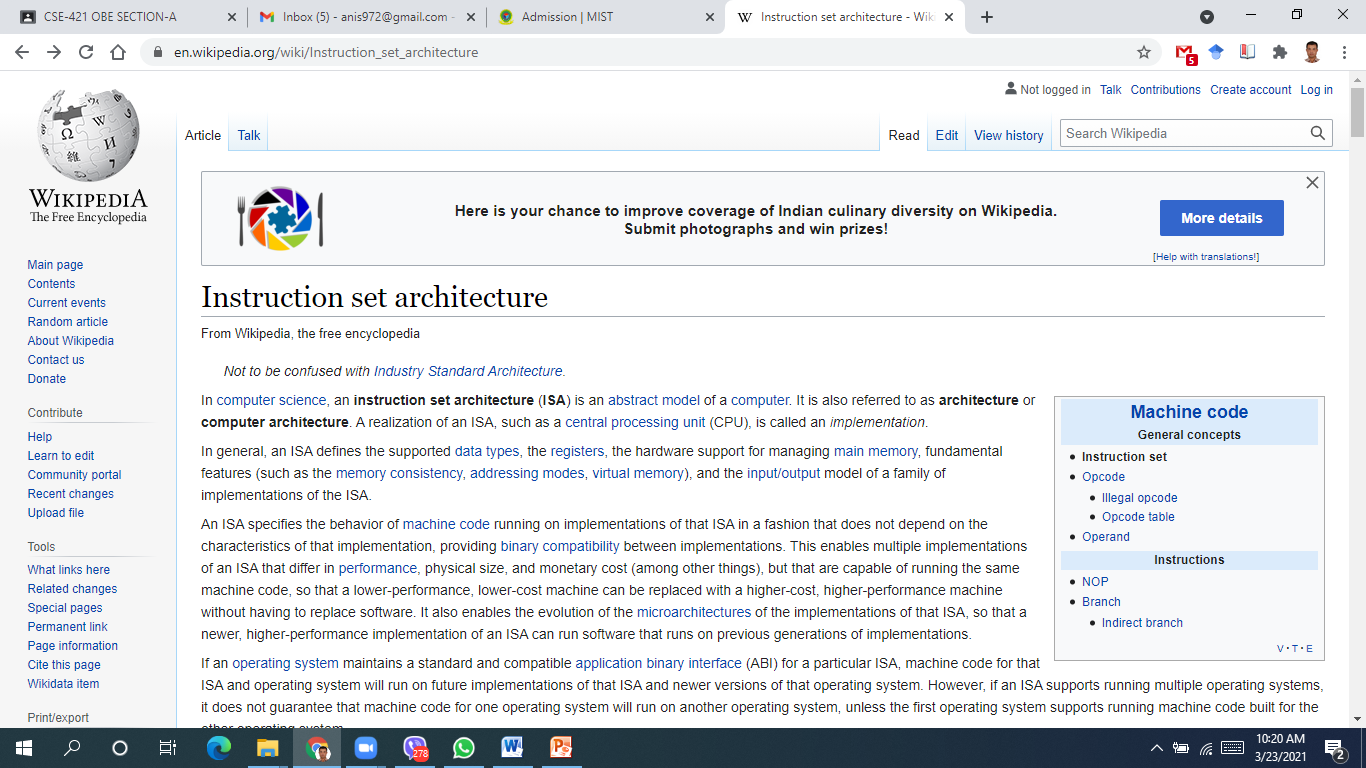 CSE-421 OBE SECTION-A
Inbox (5) - anis972@gmail.com -
Admission | MIST
Instruction set architecture - Wik
en.wikipedia.org/wiki/Instruction_set_architecture
5
Not logged in Talk Contributions Create account Log in
Article Talk
Read Edit View history
Search Wikipedia
WIKIPEDIA
The Free Encyclopedia
Main page
Contents
Current events
Random article
About Wikipedia
Contact us
Donate
Contribute
Help
Learn to edit
Community portal
Recent changes
Upload file
Tools
What links here
Related changes
Special pages
Permanent link
Page information
Cite this page
Wikidata item
Print/export
Here is your chance to improve coverage of Indian culinary diversity on Wikipedia.
Submit photographs and win prizes!
More details
[Help with translations!]
Instruction set architecture
From Wikipedia, the free encyclopedia
Not to be confused with Industry Standard Architecture.
In computer science, an instruction set architecture (ISA) is an abstract model of a computer. It is also referred to as architecture or
computer architecture. A realization of an ISA, such as a central processing unit (CPU), is called an implementation.
In general, an ISA defines the supported data types, the registers, the hardware support for managing main memory, fundamental
features (such as the memory consistency, addressing modes, virtual memory), and the input/output model of a family of
implementations of the ISA.
An ISA specifies the behavior of machine code running on implementations of that ISA in a fashion that does not depend on the
characteristics of that implementation, providing binary compatibility between implementations. This enables multiple implementations
of an ISA that differ in performance, physical size, and monetary cost (among other things), but that are capable of running the same
machine code, so that a lower-performance, lower-cost machine can be replaced with a higher-cost, higher-performance machine
without having to replace software. It also enables the evolution of the microarchitectures of the implementations of that ISA, so that a
newer, higher-performance implementation of an ISA can run software that runs on previous generations of implementations.
If an operating system maintains a standard and compatible application binary interface (ABI) for a particular ISA, machine code for that
ISA and operating system will run on future implementations of that ISA and newer versions of that operating system. However, if an ISA supports running multiple operating systems,
it does not guarantee that machine code for one operating system will run on another operating system, unless the first operating system supports running machine code built for the
other operating system.
Machine code
General concepts
Instruction set
Opcode
Illegal opcode
Opcode table
Operand
Instructions
NOP
Branch
Indirect branch
V · T · E
278
10:20 AM
3/23/2021
2